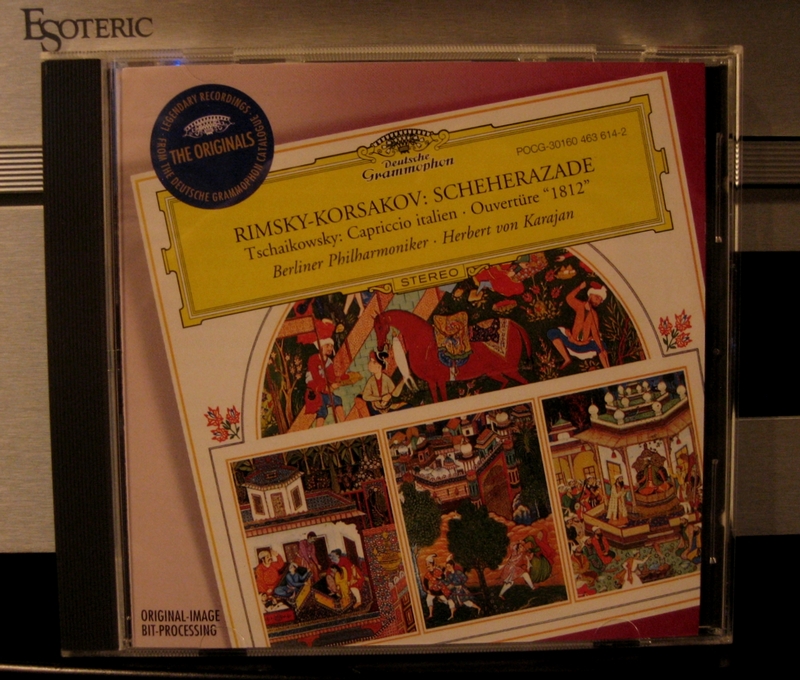 ESOTERIC
LEGENDARY RECORDINGS
FROM THE DEUTSCHE GRAMMOPHON CATALOGUE
THE ORIGINALS
Deutsche
Grammophon
POCG-30160 463 614-2
RIMSKY-KORSAKOV: SCHEHERAZADE
Tschaikowsky: Capriccio italien · Ouvertüre "1812"
Berliner Philharmoniker · Herbert von Karajan
STEREO
ORIGINAL-IMAGE
BIT-PROCESSING